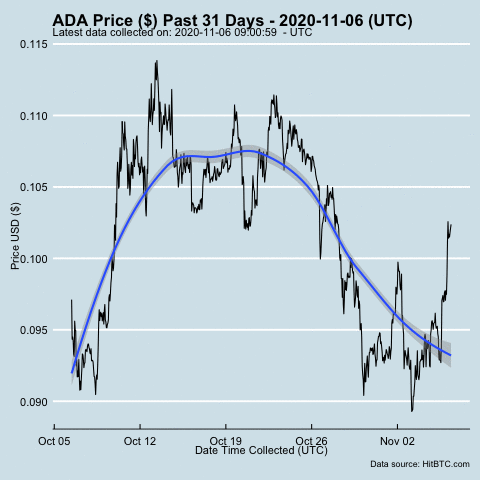 ADA Price ($) Past 31 Days - 2020-11-06 (UTC)
Latest data collected on: 2020-11-06 09:00:59 - UTC
0.115
0.110
0.105
0.100
0.095
0.090
Price USD ($)
Oct 05
Oct 12
Oct 19
Oct 26
Nov 02
Date Time Collected (UTC)
Data source: HitBTC.com